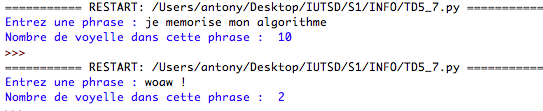 =========== RESTART: /Users/antony/Desktop/IUTSD/S1/INFO/TD5_7.py ===========
Entrez une phrase : je memorise mon algorithme
Nombre de voyelle dans cette phrase :  10
>>>
=========== RESTART: /Users/antony/Desktop/IUTSD/S1/INFO/TD5_7.py ===========
Entrez une phrase : woaw !
Nombre de voyelle dans cette phrase :  2